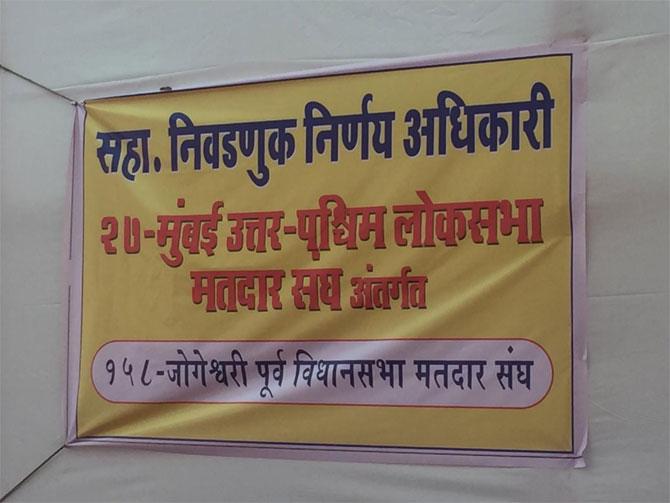 सहा. निवडणुक निर्णय अधिकारी
२७-मुंबई उत्तर-पश्चिम लोकसभा
मतदार संघ अंतर्गत
१५८-जोगेश्वरी पूर्व विधानसभा मतदार संघ